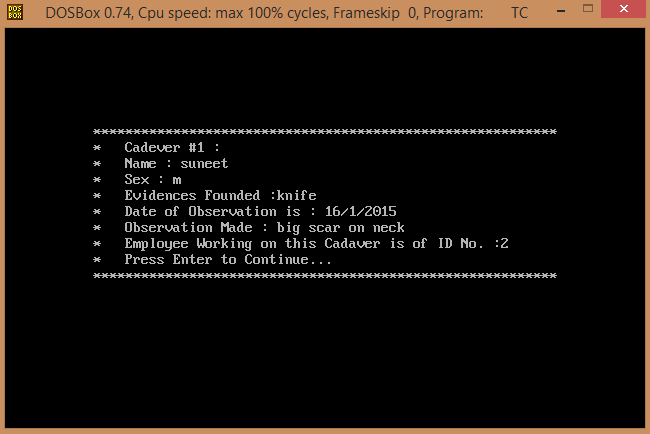 DOS BOX DOSBox 0.74, Cpu speed: max 100% cycles, Frameskip 0, Program: TC
**********************************************************
* Cadever #1 :
* Name : suneet
* Sex : m
* Evidences Founded :knife
* Date of Observation is : 16/1/2015
* Observation Made : big scar on neck
* Employee Working on this Cadaver is of ID No. :2
* Press Enter to Continue...
**********************************************************